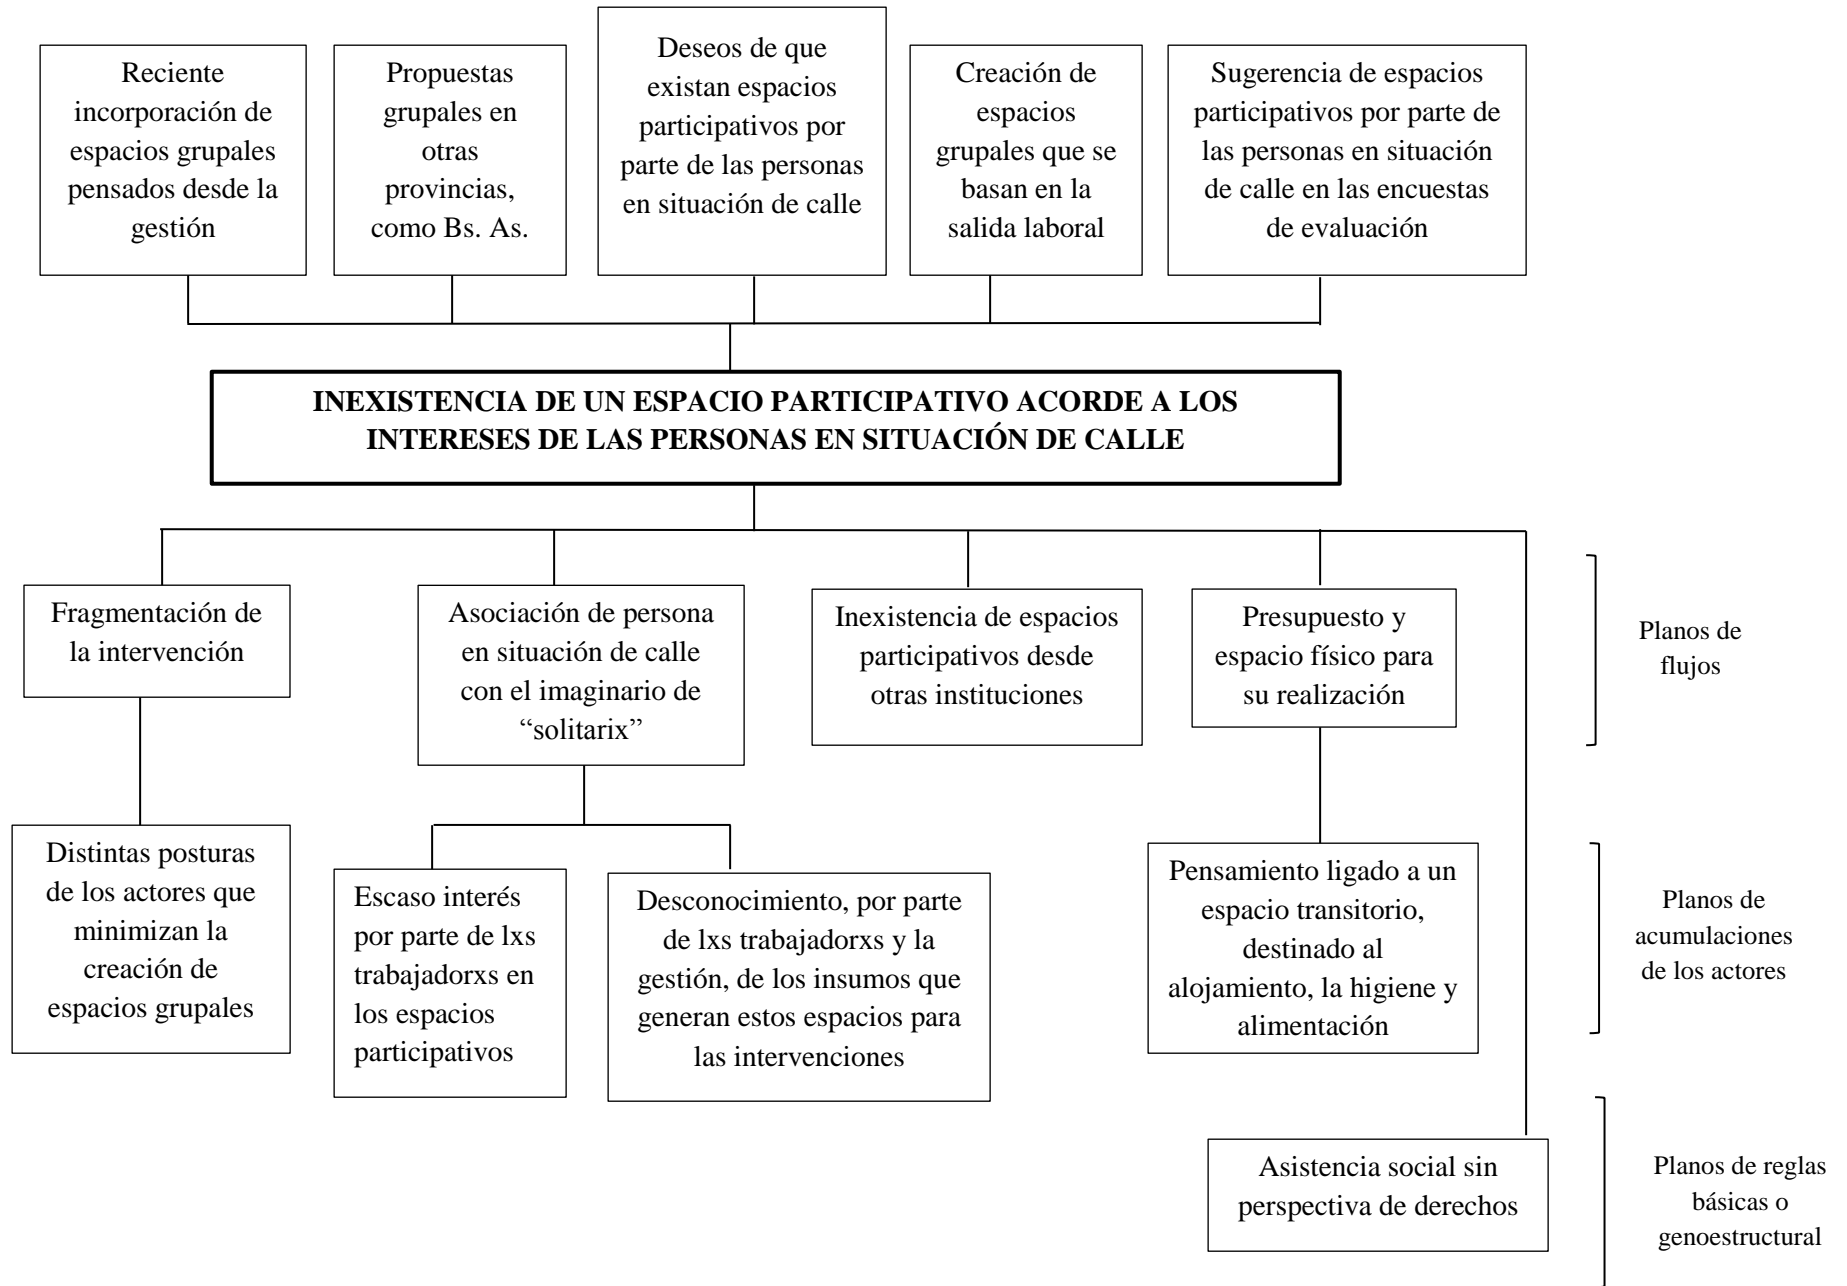 Reciente
incorporación de
espacios grupales
pensados desde la
gestión
Propuestas
grupales en
otras
provincias,
como Bs. As.
Deseos de que
existan espacios
participativos por
parte de las personas
en situación de calle
Creación de
espacios
grupales que se
basan en la
salida laboral
Sugerencia de espacios
participativos por parte de
las personas en situación
de calle en las encuestas
de evaluación
INEXISTENCIA DE UN ESPACIO PARTICIPATIVO ACORDE A LOS
INTERESES DE LAS PERSONAS EN SITUACIÓN DE CALLE
Fragmentación de
la intervención
Asociación de persona
en situación de calle
con el imaginario de
“solitarix”
Inexistencia de espacios
participativos desde
otras instituciones
Presupuesto y
espacio físico para
su realización
Planos de
flujos
Distintas posturas
de los actores que
minimizan la
creación de
espacios grupales
Escaso interés
por parte de lxs
trabajadorxs en
los espacios
participativos
Desconocimiento, por parte
de lxs trabajadorxs y la
gestión, de los insumos que
generan estos espacios para
las intervenciones
Pensamiento ligado a un
espacio transitorio,
destinado al
alojamiento, la higiene y
alimentación
Planos de
acumulaciones
de los actores
Asistencia social sin
perspectiva de derechos
Planos de reglas
básicas o
genoestructural